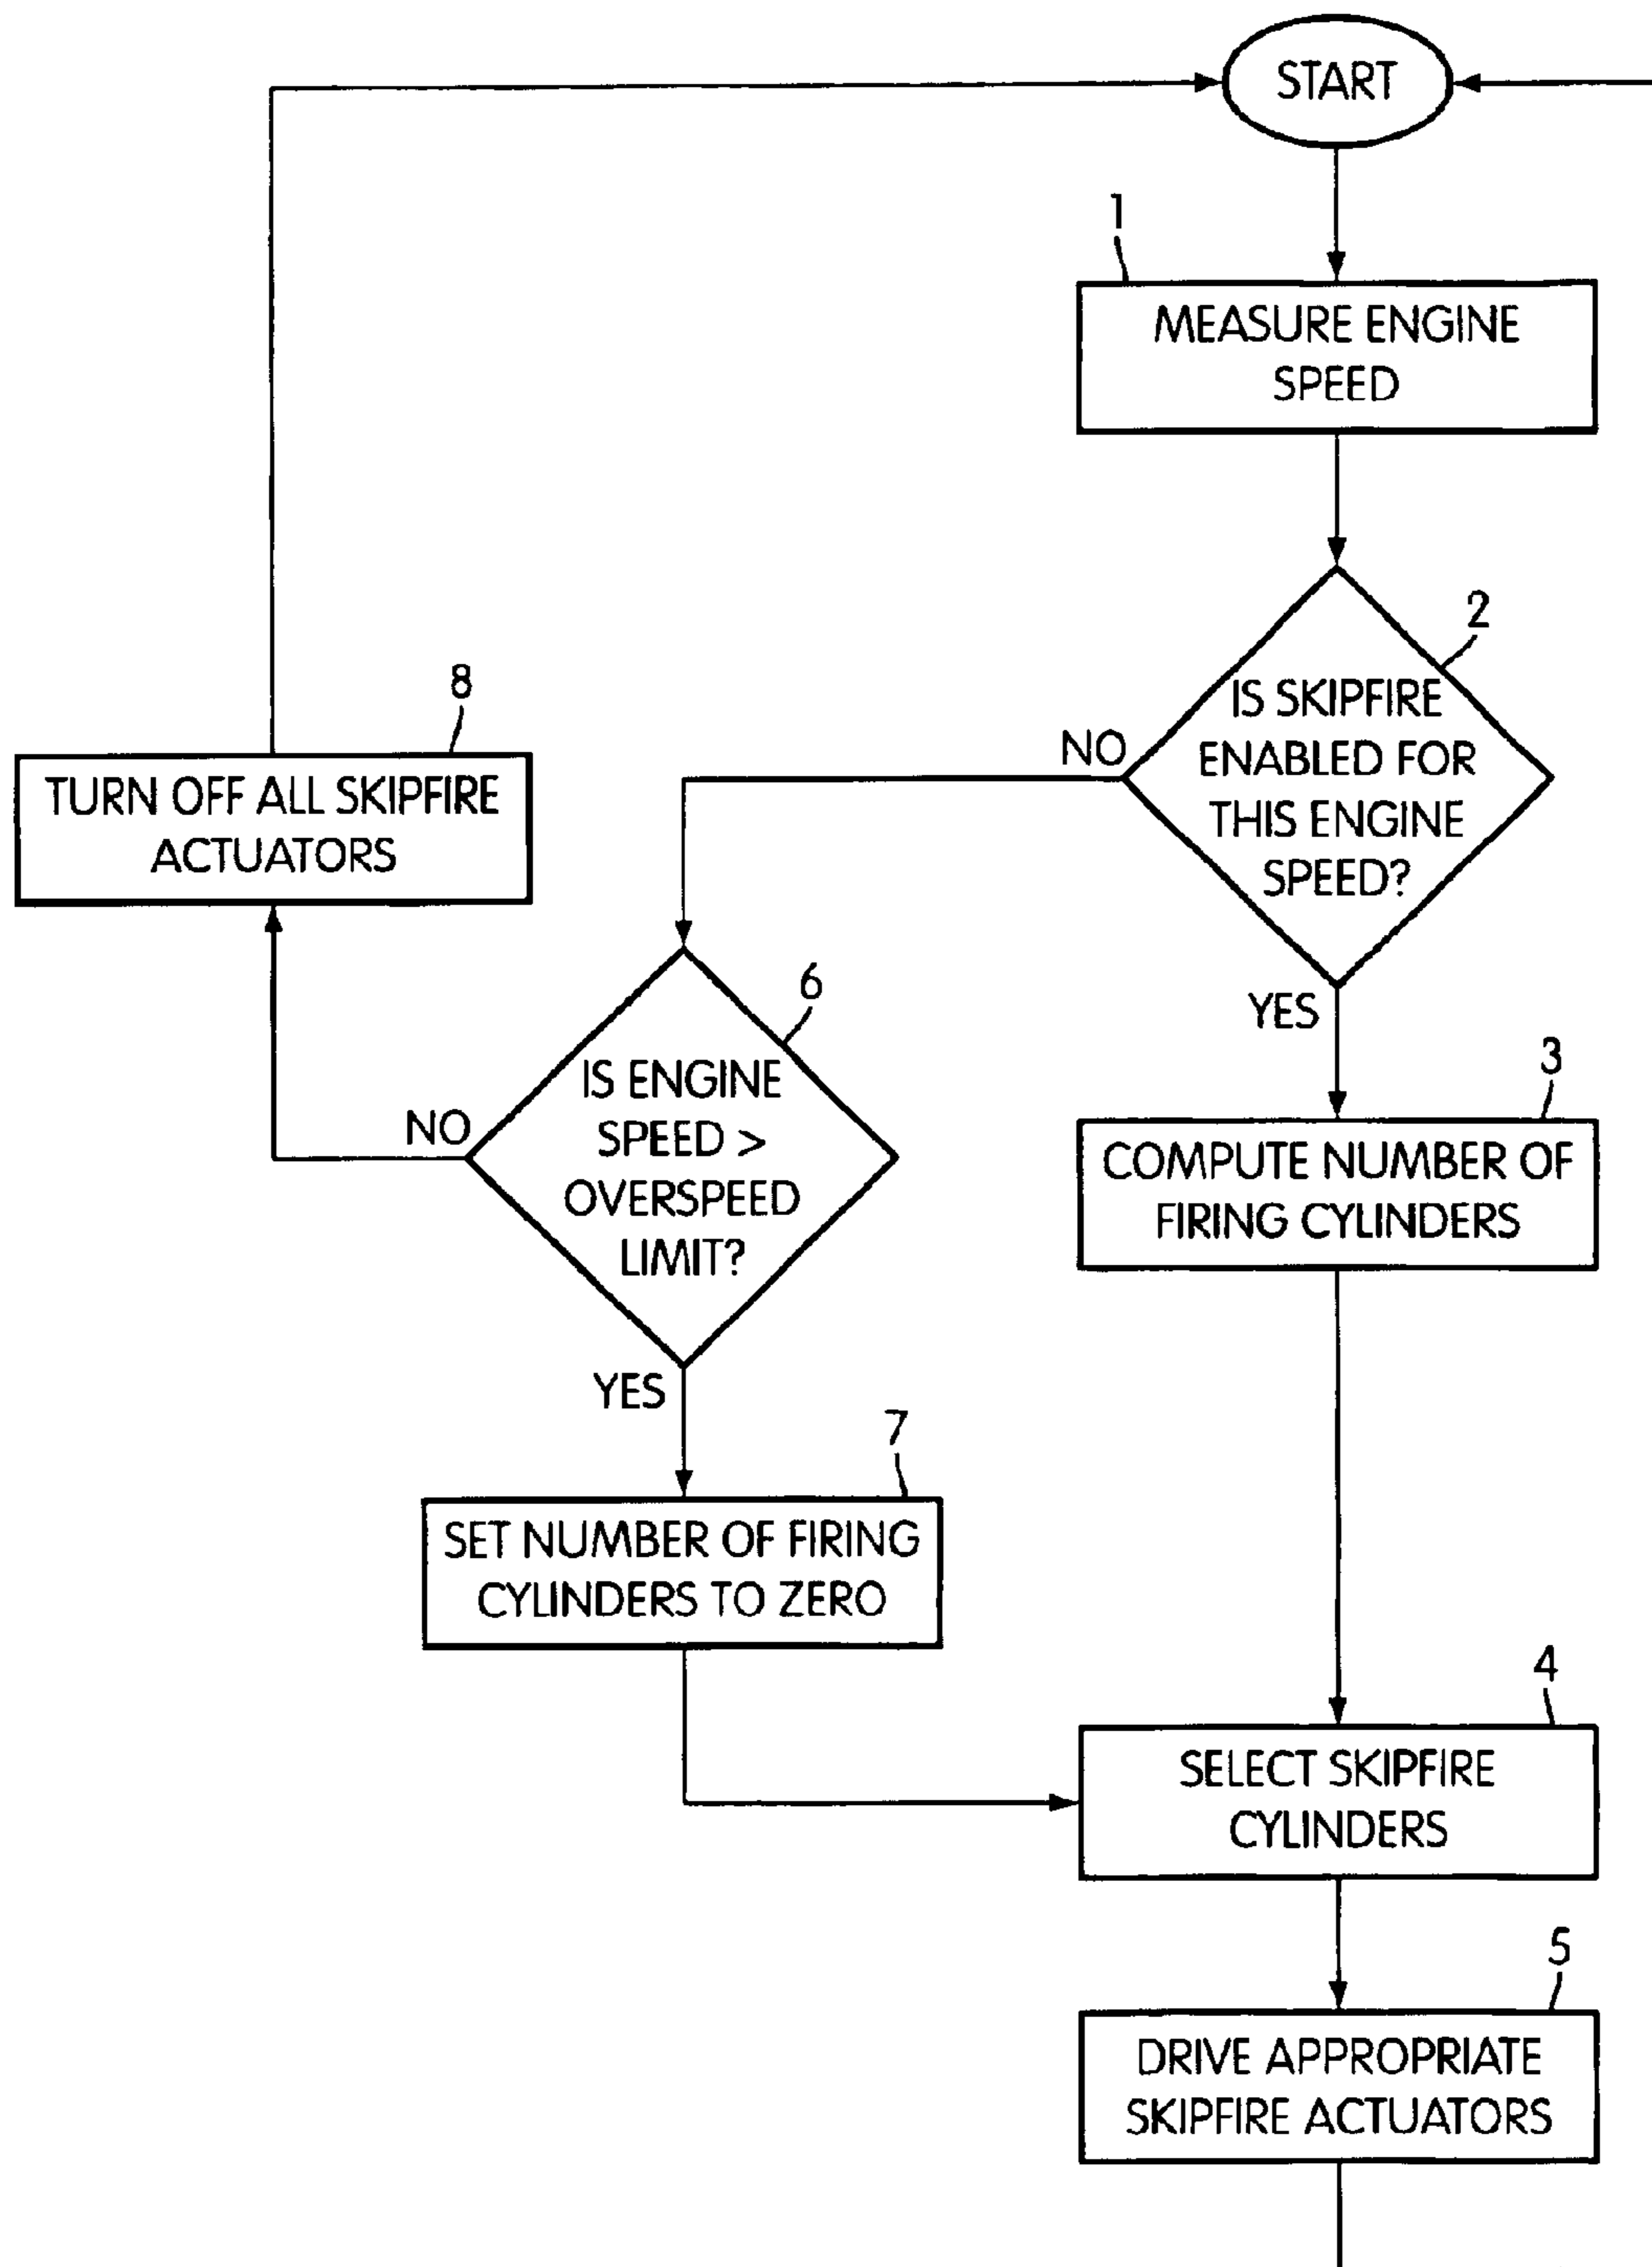 START
1
MEASURE ENGINE
SPEED
2
IS SKIPFIRE
ENABLED FOR
THIS ENGINE
SPEED?
NO
YES
8
TURN OFF ALL SKIPFIRE
ACTUATORS
6
IS ENGINE
SPEED >
OVERSPEED
LIMIT?
NO
YES
3
COMPUTE NUMBER OF
FIRING CYLINDERS
7
SET NUMBER OF FIRING
CYLINDERS TO ZERO
4
SELECT SKIPFIRE
CYLINDERS
5
DRIVE APPROPRIATE
SKIPFIRE ACTUATORS